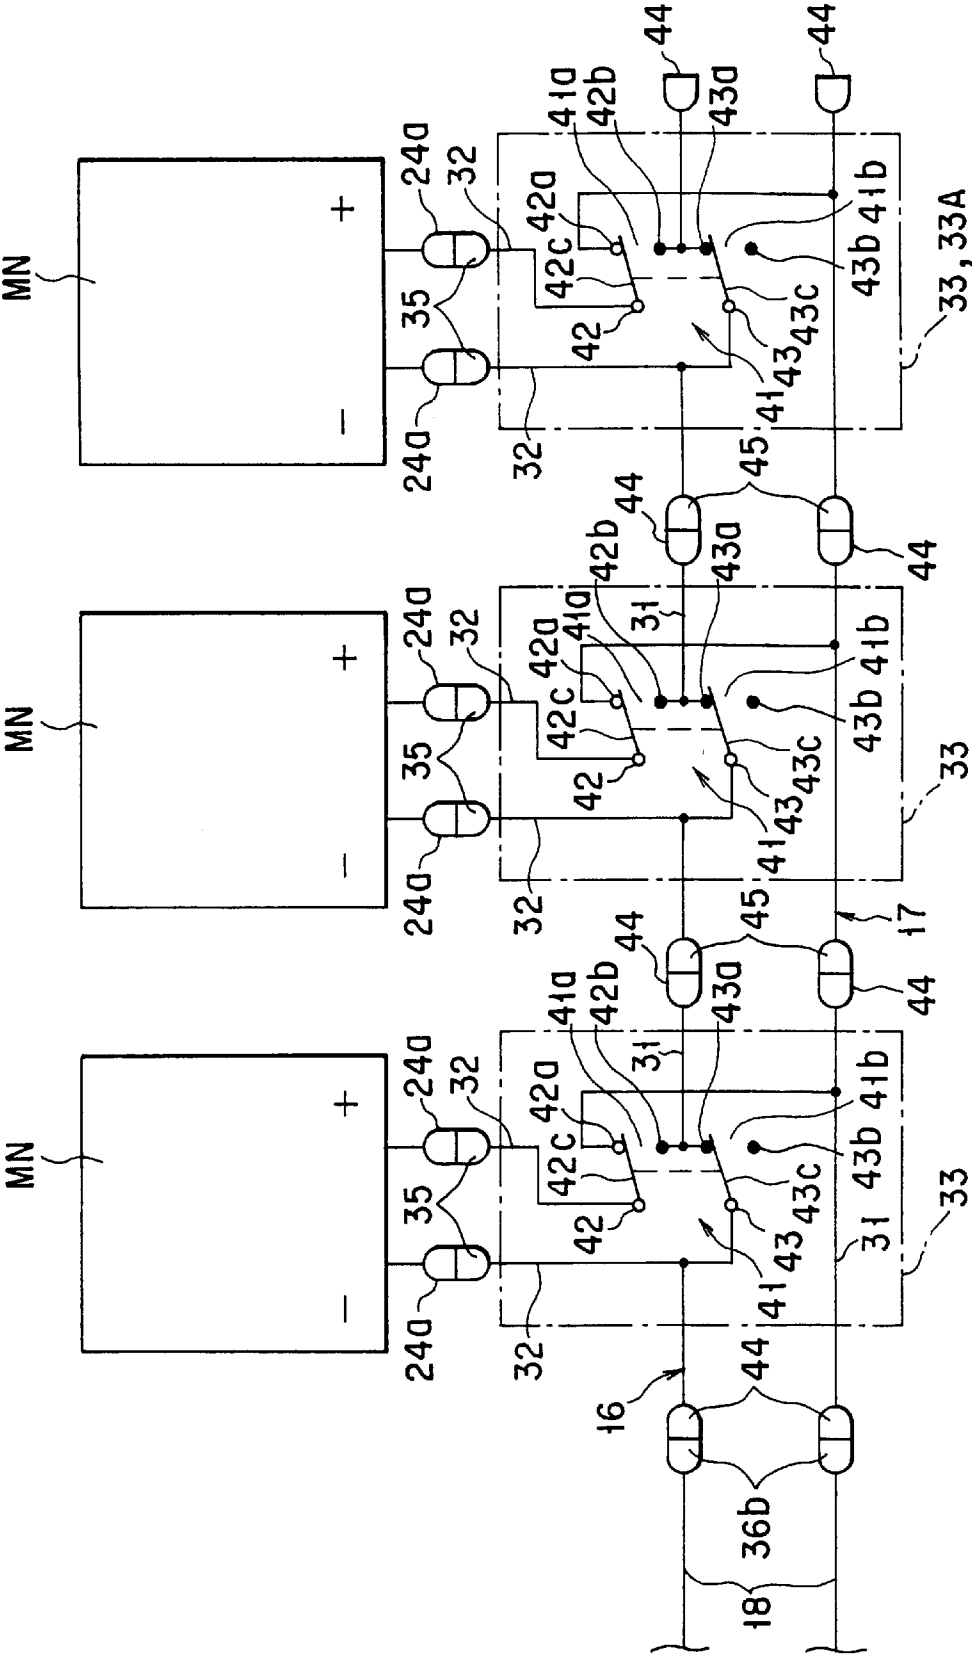 MN MN MN
− + − + − +
24a 35 24a 24a 35 24a 24a 35 24a
32 32 32
32 32 32
42a 42a 42a
42c 41a 42c 41a 42c 41a
42 42b 42 42b 42 42b
16 44 44 44
31 31
43a 43a 43a
18 36b 44 45 45
41 41 41
43 43c 43 43c 43 43c
44
31 43b 41b 43b 41b 43b 41b
44 17 44
33 33 33, 33A